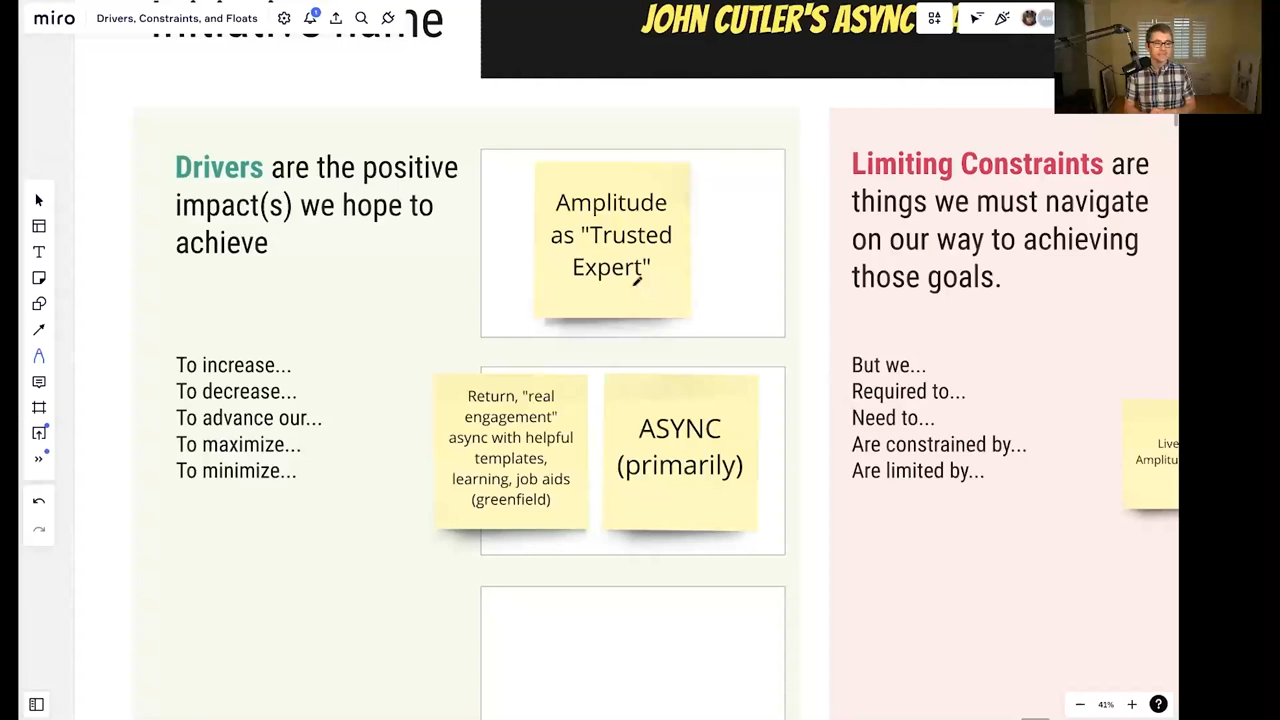 miro
Drivers, Constraints, and Floats
1
name
JOHN CUTLER'S ASYNC
Drivers are the positive
impact(s) we hope to
achieve
To increase...
To decrease...
To advance our...
To maximize...
To minimize...
Amplitude
as "Trusted
Expert"
Return, "real
engagement"
async with helpful
templates,
learning, job aids
(greenfield)
ASYNC
(primarily)
Limiting Constraints are
things we must navigate
on our way to achieving
those goals.
But we...
Required to...
Need to...
Are constrained by...
Are limited by...
Live
Amplitu
41%